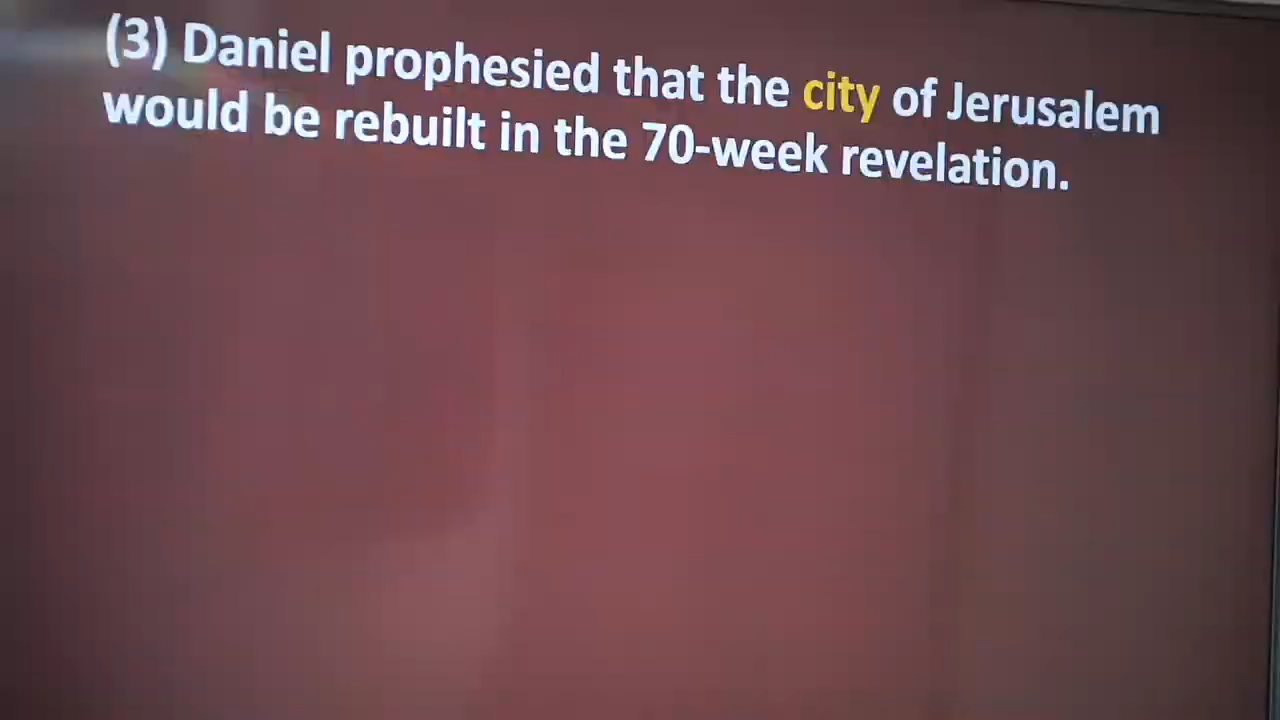 (3) Daniel prophesied that the city of Jerusalem
would be rebuilt in the 70-week revelation.